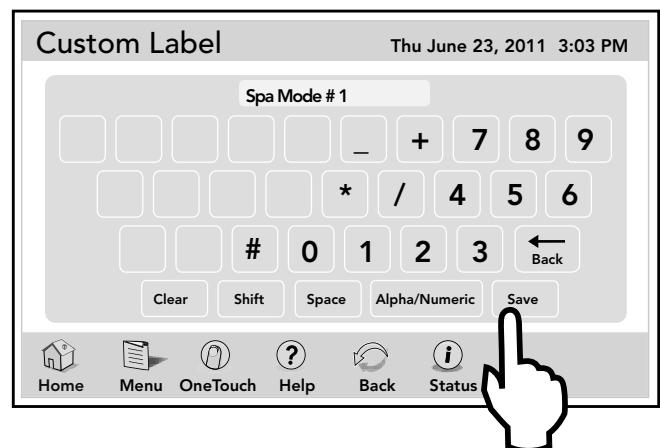 Custom Label Thu June 23, 2011 3:03 PM
Spa Mode # 1
_ + 7 8 9
* / 4 5 6
# 0 1 2 3 Back
Clear Shift Space Alpha/Numeric Save
Home Menu OneTouch Help Back Status